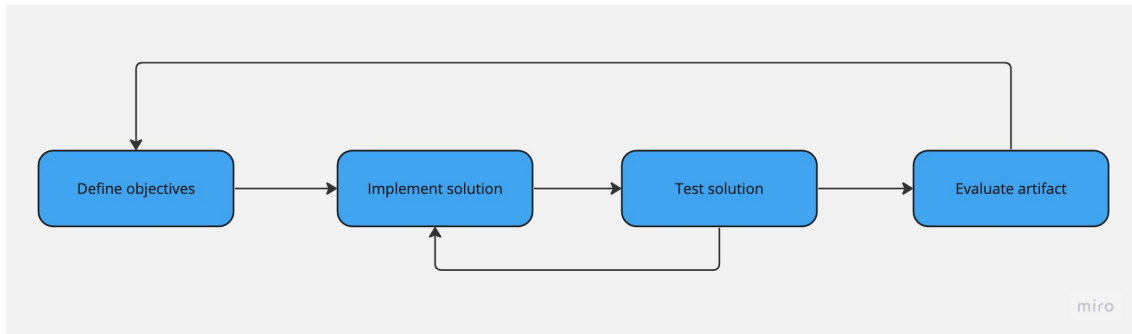 Define objectives
Implement solution
Test solution
Evaluate artifact
miro